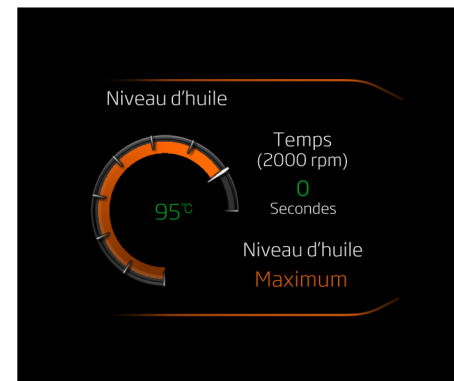 Niveau d'huile
Temps
(2000 rpm)
0
Secondes
95°C
Niveau d'huile
Maximum